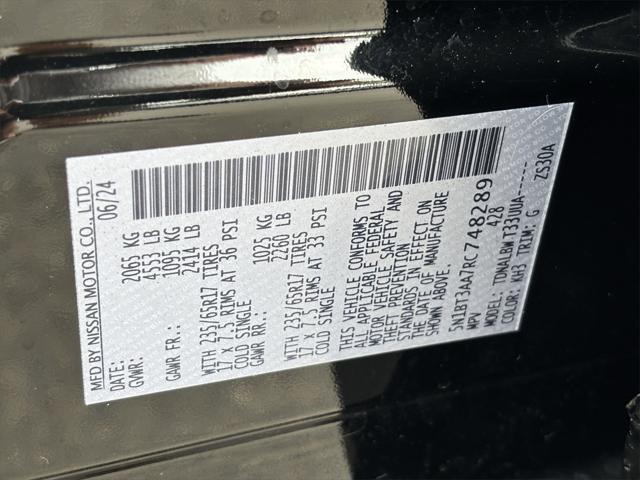 MFD BY NISSAN MOTOR CO., LTD.
DATE: 06/24
GVWR: 2065 KG
4553 LB
GAWR FR.: 1095 KG
2414 LB
WITH 235/65R17 TIRES
17 X 7.5 RIMS AT 36 PSI
COLD SINGLE
GAWR RR.: 1025 KG
2260 LB
WITH 235/65R17 TIRES
17 X 7.5 RIMS AT 33 PSI
COLD SINGLE
THIS VEHICLE CONFORMS TO
ALL APPLICABLE FEDERAL
MOTOR VEHICLE SAFETY AND
THEFT PREVENTION
STANDARDS IN EFFECT ON
THE DATE OF MANUFACTURE
SHOWN ABOVE.
5N1BT3AA7RC748289
MPV 428
MODEL: TDNALBWT33UUA------
COLOR: KH3 TRIM: G ZS30A